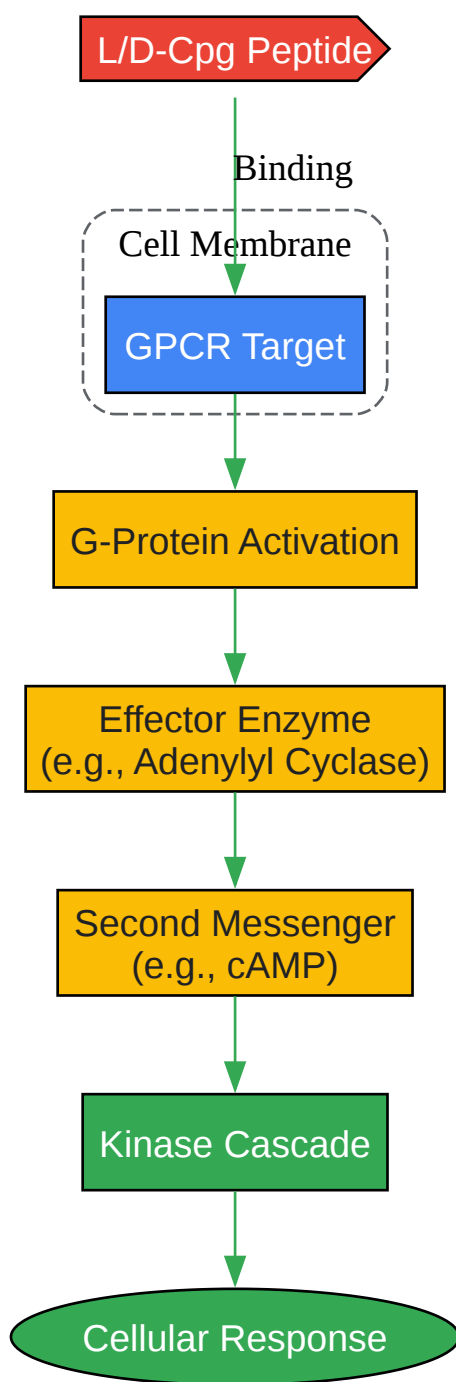 L/D-Cpg Peptide
Binding
Cell Membrane
GPCR Target
G-Protein Activation
Effector Enzyme
(e.g., Adenylyl Cyclase)
Second Messenger
(e.g., cAMP)
Kinase Cascade
Cellular Response